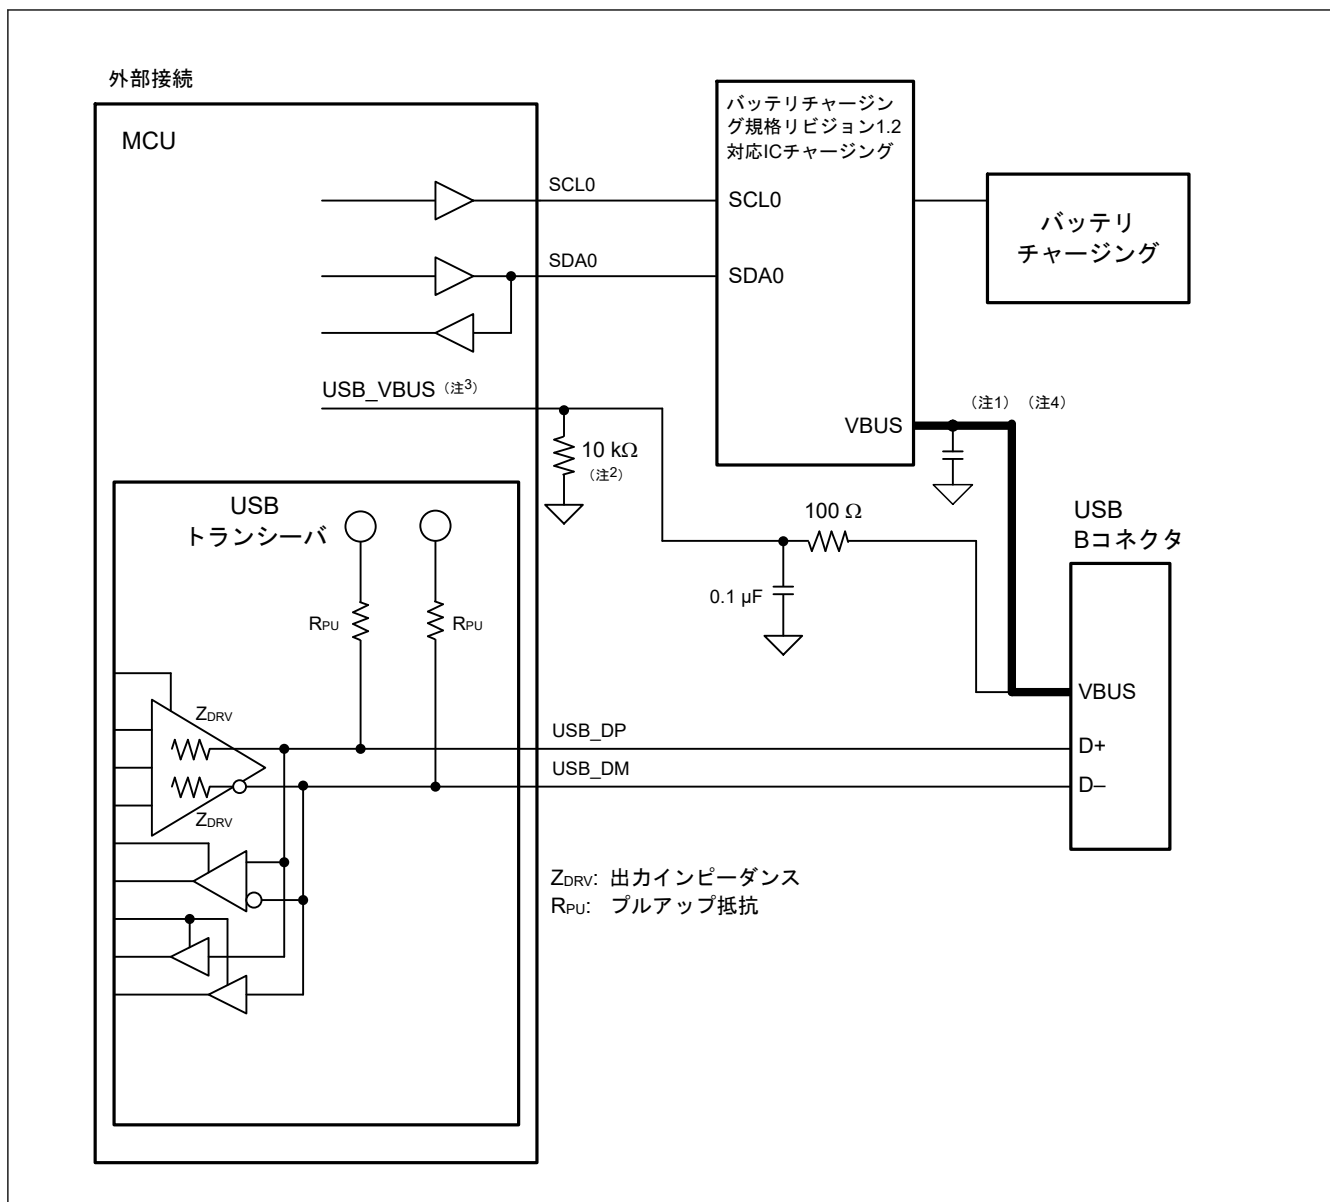 外部接続
MCU
バッテリチャージン
グ規格リビジョン1.2
対応ICチャージング
SCL0
SCL0
バッテリ
チャージング
SDA0
SDA0
USB_VBUS（注3）
（注1）（注4）
VBUS
10 kΩ
（注2）
USB
トランシーバ
100 Ω
USB
Bコネクタ
0.1 µF
RPU
RPU
VBUS
ZDRV
USB_DP
D+
USB_DM
D–
ZDRV
ZDRV: 出力インピーダンス
RPU: プルアップ抵抗